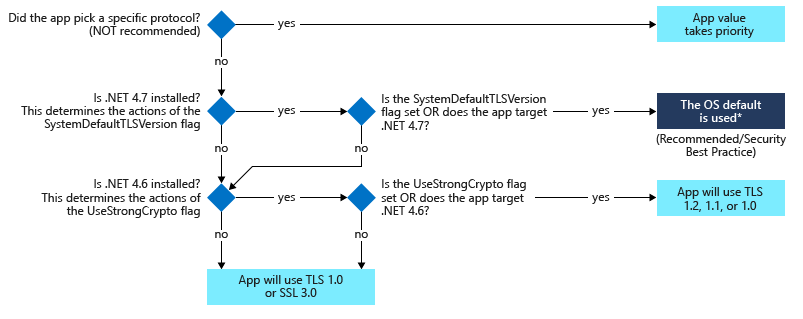 Did the app pick a specific protocol?
(NOT recommended)
yes
App value
takes priority
no
Is .NET 4.7 installed?
This determines the actions of the
SystemDefaultTLSVersion flag
yes
Is the SystemDefaultTLSVersion
flag set OR does the app target
.NET 4.7?
yes
The OS default
is used*
(Recommended/Security
Best Practice)
no
no
Is .NET 4.6 installed?
This determines the actions of
the UseStrongCrypto flag
yes
Is the UseStrongCrypto flag
set OR does the app target
.NET 4.6?
yes
App will use TLS
1.2, 1.1, or 1.0
no
no
App will use TLS 1.0
or SSL 3.0